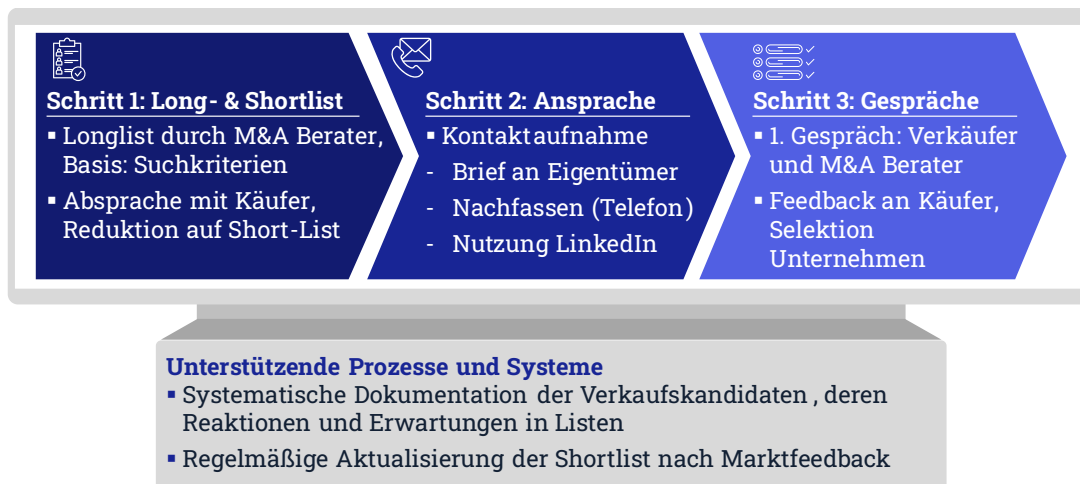 Schritt 1: Long- & Shortlist
▪ Longlist durch M&A Berater,
Basis: Suchkriterien
▪ Absprache mit Käufer,
Reduktion auf Short-List
Schritt 2: Ansprache
▪ Kontaktaufnahme
- Brief an Eigentümer
- Nachfassen (Telefon)
- Nutzung LinkedIn
Schritt 3: Gespräche
▪ 1. Gespräch: Verkäufer
und M&A Berater
▪ Feedback an Käufer,
Selektion
Unternehmen
Unterstützende Prozesse und Systeme
▪ Systematische Dokumentation der Verkaufskandidaten , deren
Reaktionen und Erwartungen in Listen
▪ Regelmäßige Aktualisierung der Shortlist nach Marktfeedback